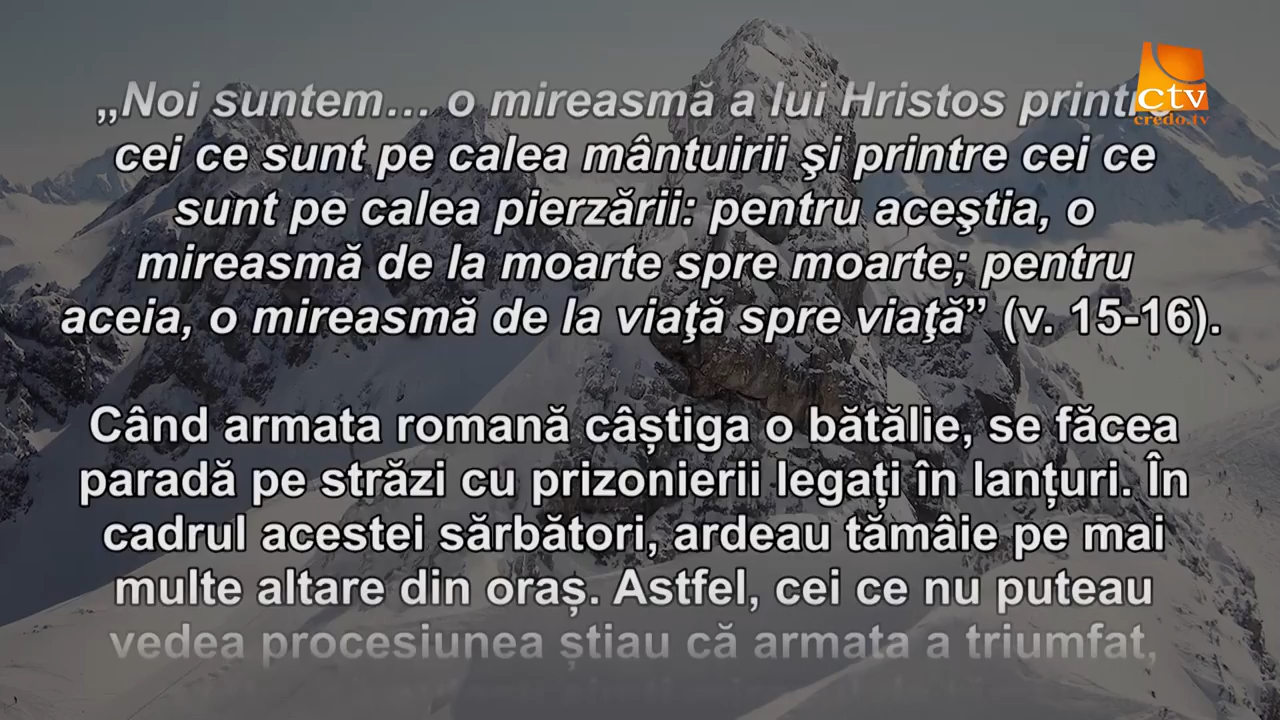 „Noi suntem… o mireasmă a lui Hristos
cei ce sunt pe calea mântuirii şi printre cei ce
sunt pe calea pierzării: pentru aceştia, o
mireasmă de la moarte spre moarte; pentru
aceia, o mireasmă de la viaţă spre viaţă” (v. 15-16).
Când armata romană câștiga o bătălie, se făcea
paradă pe străzi cu prizonierii legați în lanțuri. În
cadrul acestei sărbători, ardeau tămâie pe mai
multe altare din oraș. Astfel, cei ce nu puteau
vedea procesiunea știau că armata a triumfat,
ctv
credo.tv